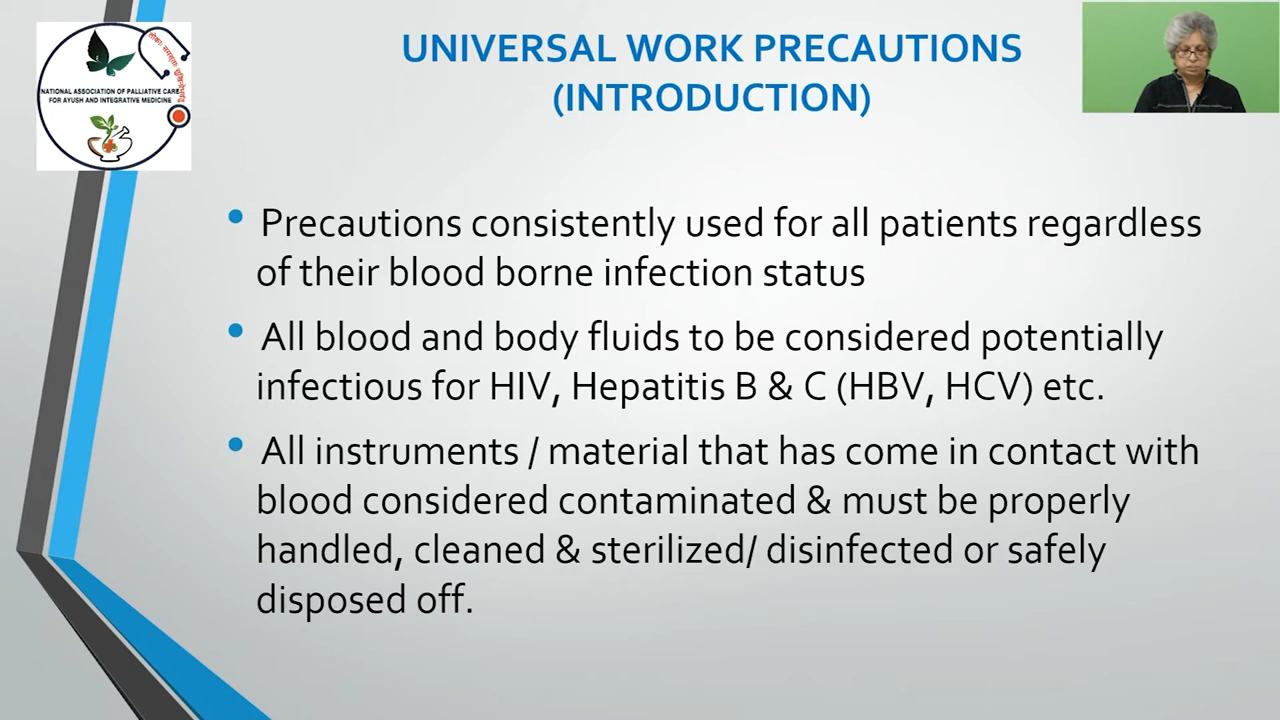 UNIVERSAL WORK PRECAUTIONS
(INTRODUCTION)
NATIONAL ASSOCIATION OF PALLIATIVE CARE
FOR AYUSH AND INTEGRATIVE MEDICINE
• Precautions consistently used for all patients regardless
of their blood borne infection status
• All blood and body fluids to be considered potentially
infectious for HIV, Hepatitis B & C (HBV, HCV) etc.
• All instruments / material that has come in contact with
blood considered contaminated & must be properly
handled, cleaned & sterilized/ disinfected or safely
disposed off.